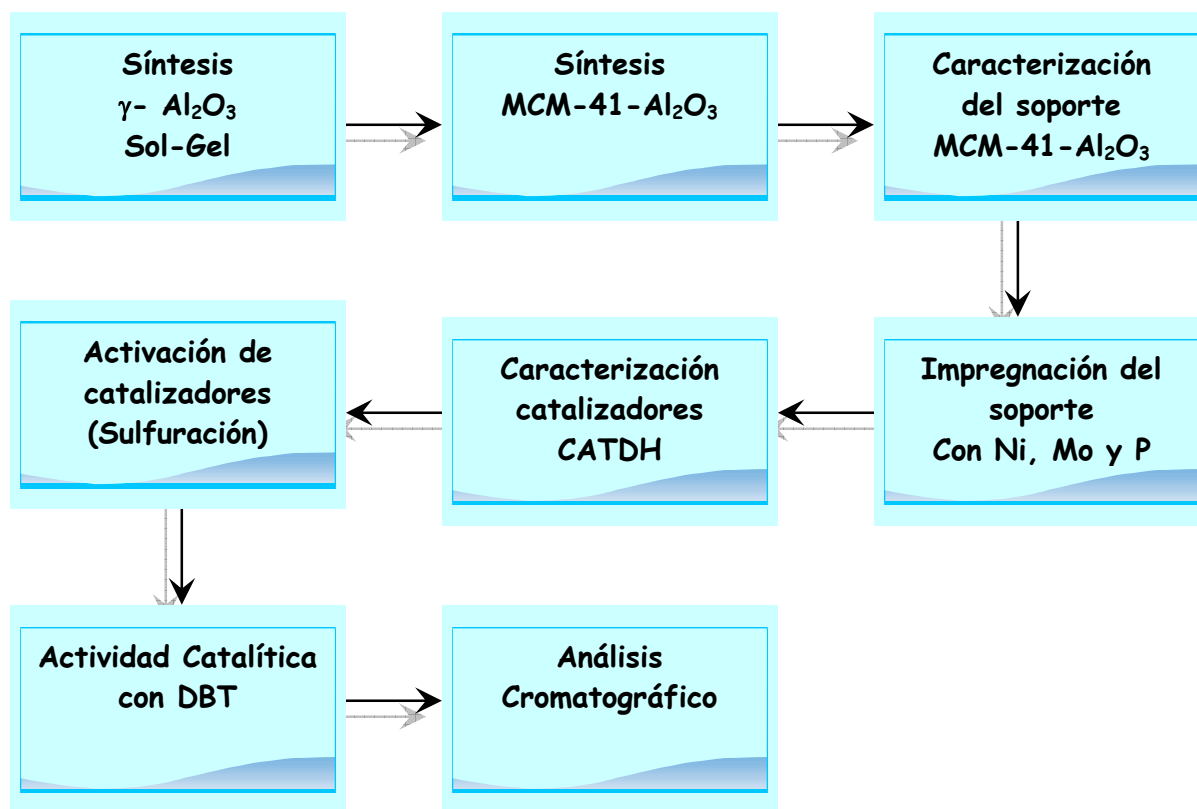 Síntesis
γ- Al₂O₃
Sol-Gel
Síntesis
MCM-41-Al₂O₃
Caracterización
del soporte
MCM-41-Al₂O₃
Impregnación del
soporte
Con Ni, Mo y P
Caracterización
catalizadores
CATDH
Activación de
catalizadores
(Sulfuración)
Actividad Catalítica
con DBT
Análisis
Cromatográfico